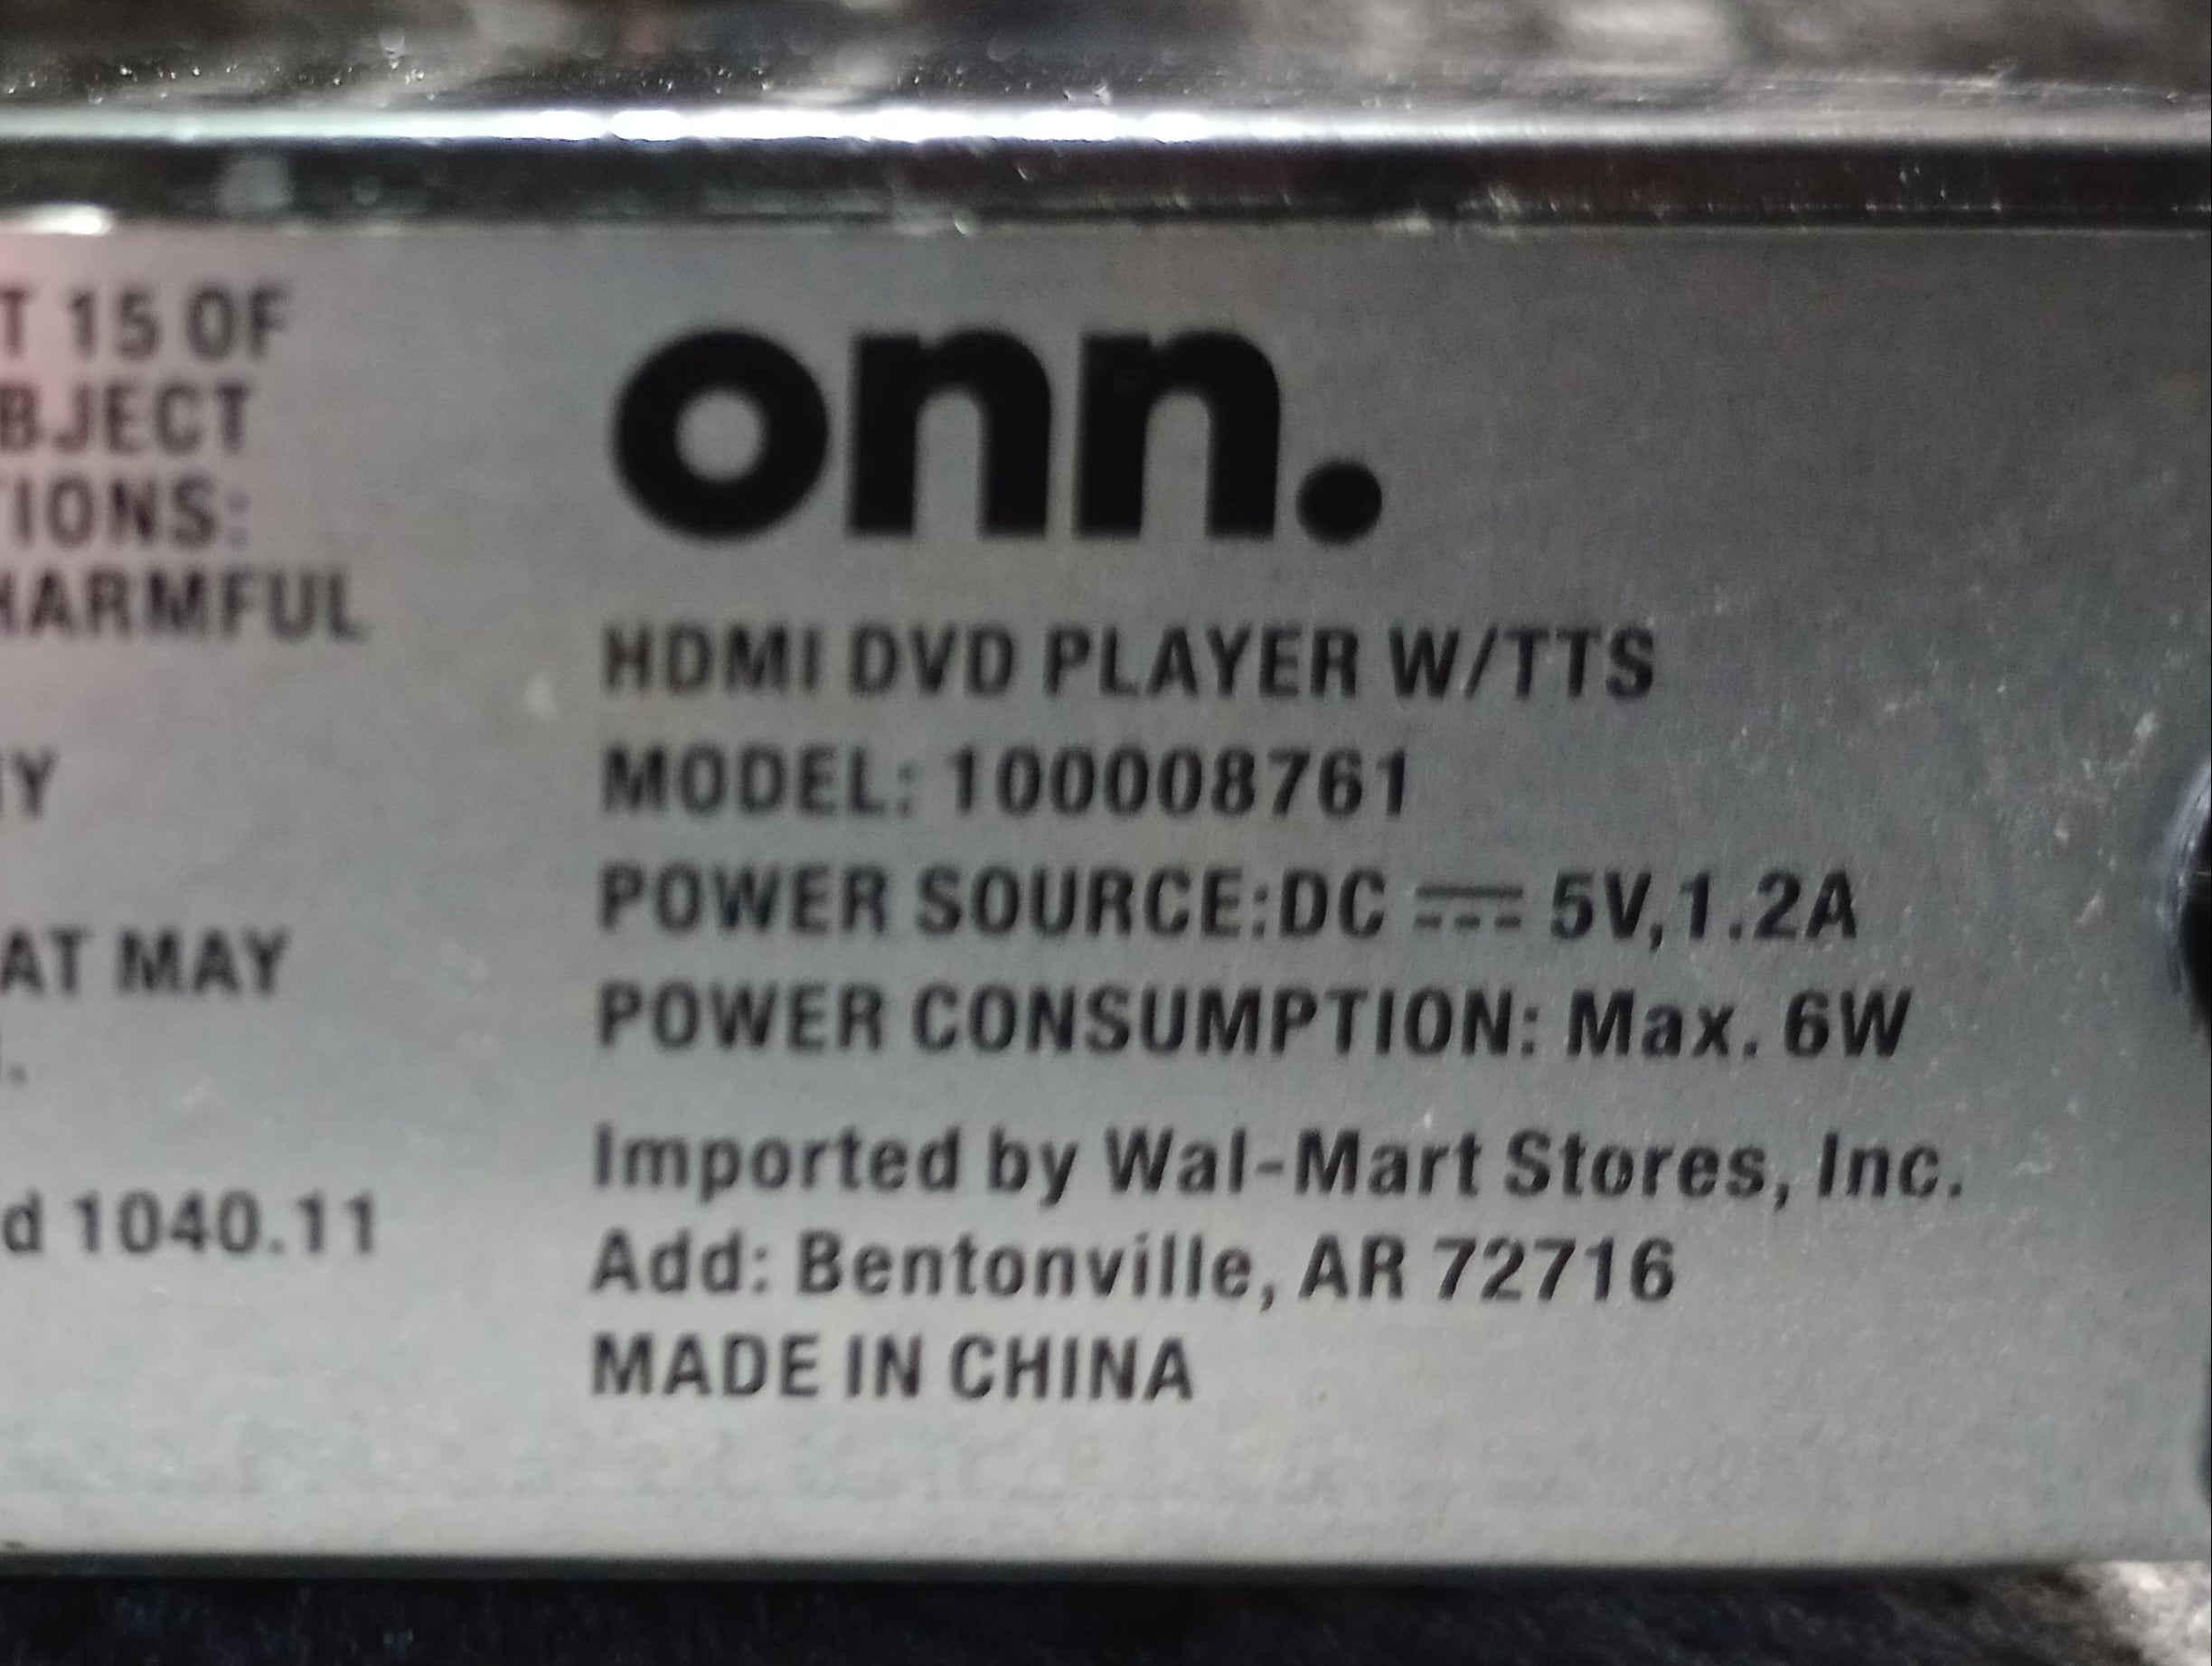 T 15 OF
BJECT
TIONS:
HARMFUL
Y
AT MAY
d 1040.11
onn.
HDMI DVD PLAYER W/TTS
MODEL: 100008761
POWER SOURCE:DC ⎓ 5V,1.2A
POWER CONSUMPTION: Max. 6W
Imported by Wal-Mart Stores, Inc.
Add: Bentonville, AR 72716
MADE IN CHINA